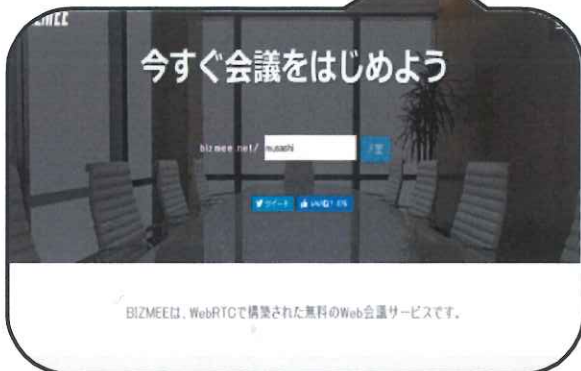 今すぐ会議をはじめよう
bizmee.net/ musashi
ツイート
BIZMEEは、WebRTCで構築された無料のWeb会議サービスです。